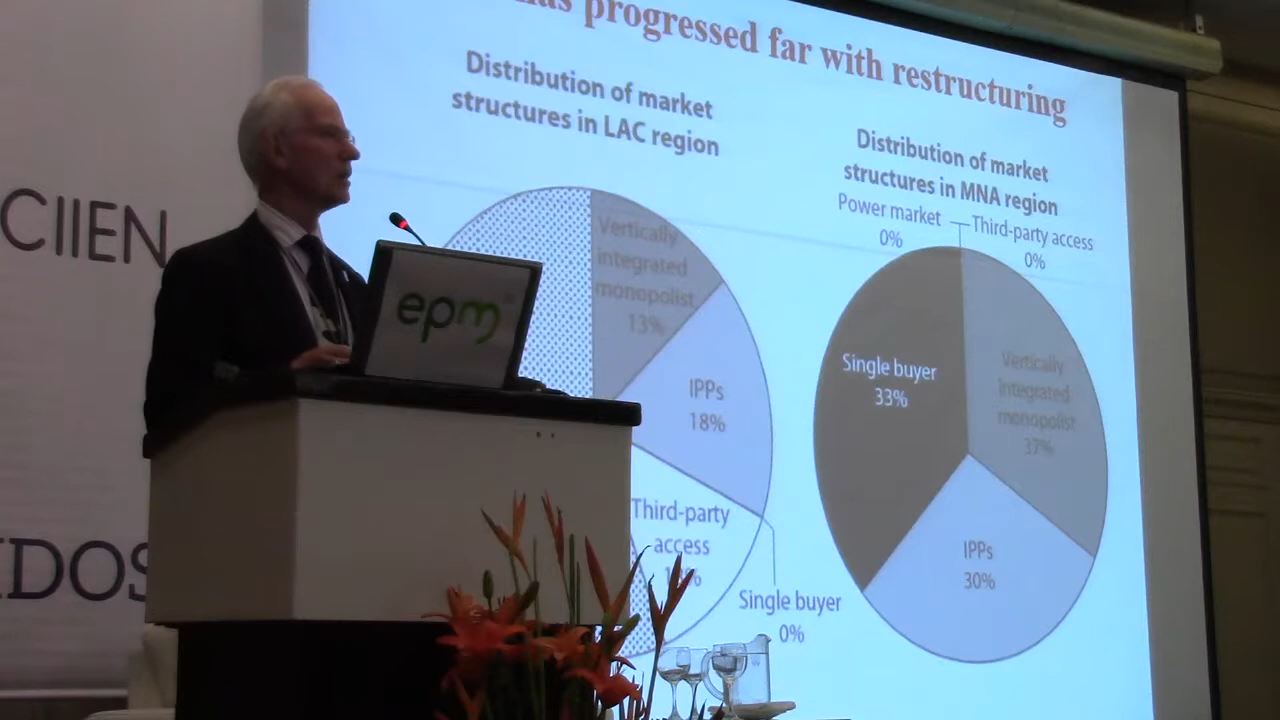 progressed far with restructuring
Distribution of market
structures in LAC region
Distribution of market
structures in MNA region
Power market
0%
Third-party access
0%
CIIEN
Vertically
integrated
monopolist
13%
epm
Single buyer
33%
Vertically
integrated
monopolist
37%
IPPs
18%
Third-party
access
IPPs
30%
Single buyer
0%
IDOS